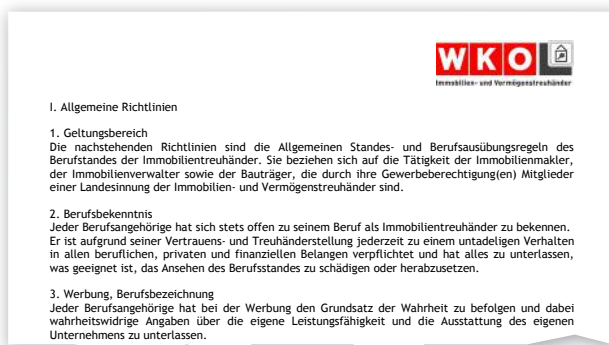 WKO
Immobilien- und Vermögenstreuhänder
I. Allgemeine Richtlinien
1. Geltungsbereich
Die nachstehenden Richtlinien sind die Allgemeinen Standes- und Berufsausübungsregeln des
Berufstandes der Immobilientreuhänder. Sie beziehen sich auf die Tätigkeit der Immobilienmakler,
der Immobilienverwalter sowie der Bauträger, die durch ihre Gewerbeberechtigung(en) Mitglieder
einer Landesinnung der Immobilien- und Vermögenstreuhänder sind.
2. Berufsbekenntnis
Jeder Berufsangehörige hat sich stets offen zu seinem Beruf als Immobilientreuhänder zu bekennen.
Er ist aufgrund seiner Vertrauens- und Treuhänderstellung jederzeit zu einem untadeligen Verhalten
in allen beruflichen, privaten und finanziellen Belangen verpflichtet und hat alles zu unterlassen,
was geeignet ist, das Ansehen des Berufsstandes zu schädigen oder herabzusetzen.
3. Werbung, Berufsbezeichnung
Jeder Berufsangehörige hat bei der Werbung den Grundsatz der Wahrheit zu befolgen und dabei
wahrheitswidrige Angaben über die eigene Leistungsfähigkeit und die Ausstattung des eigenen
Unternehmens zu unterlassen.